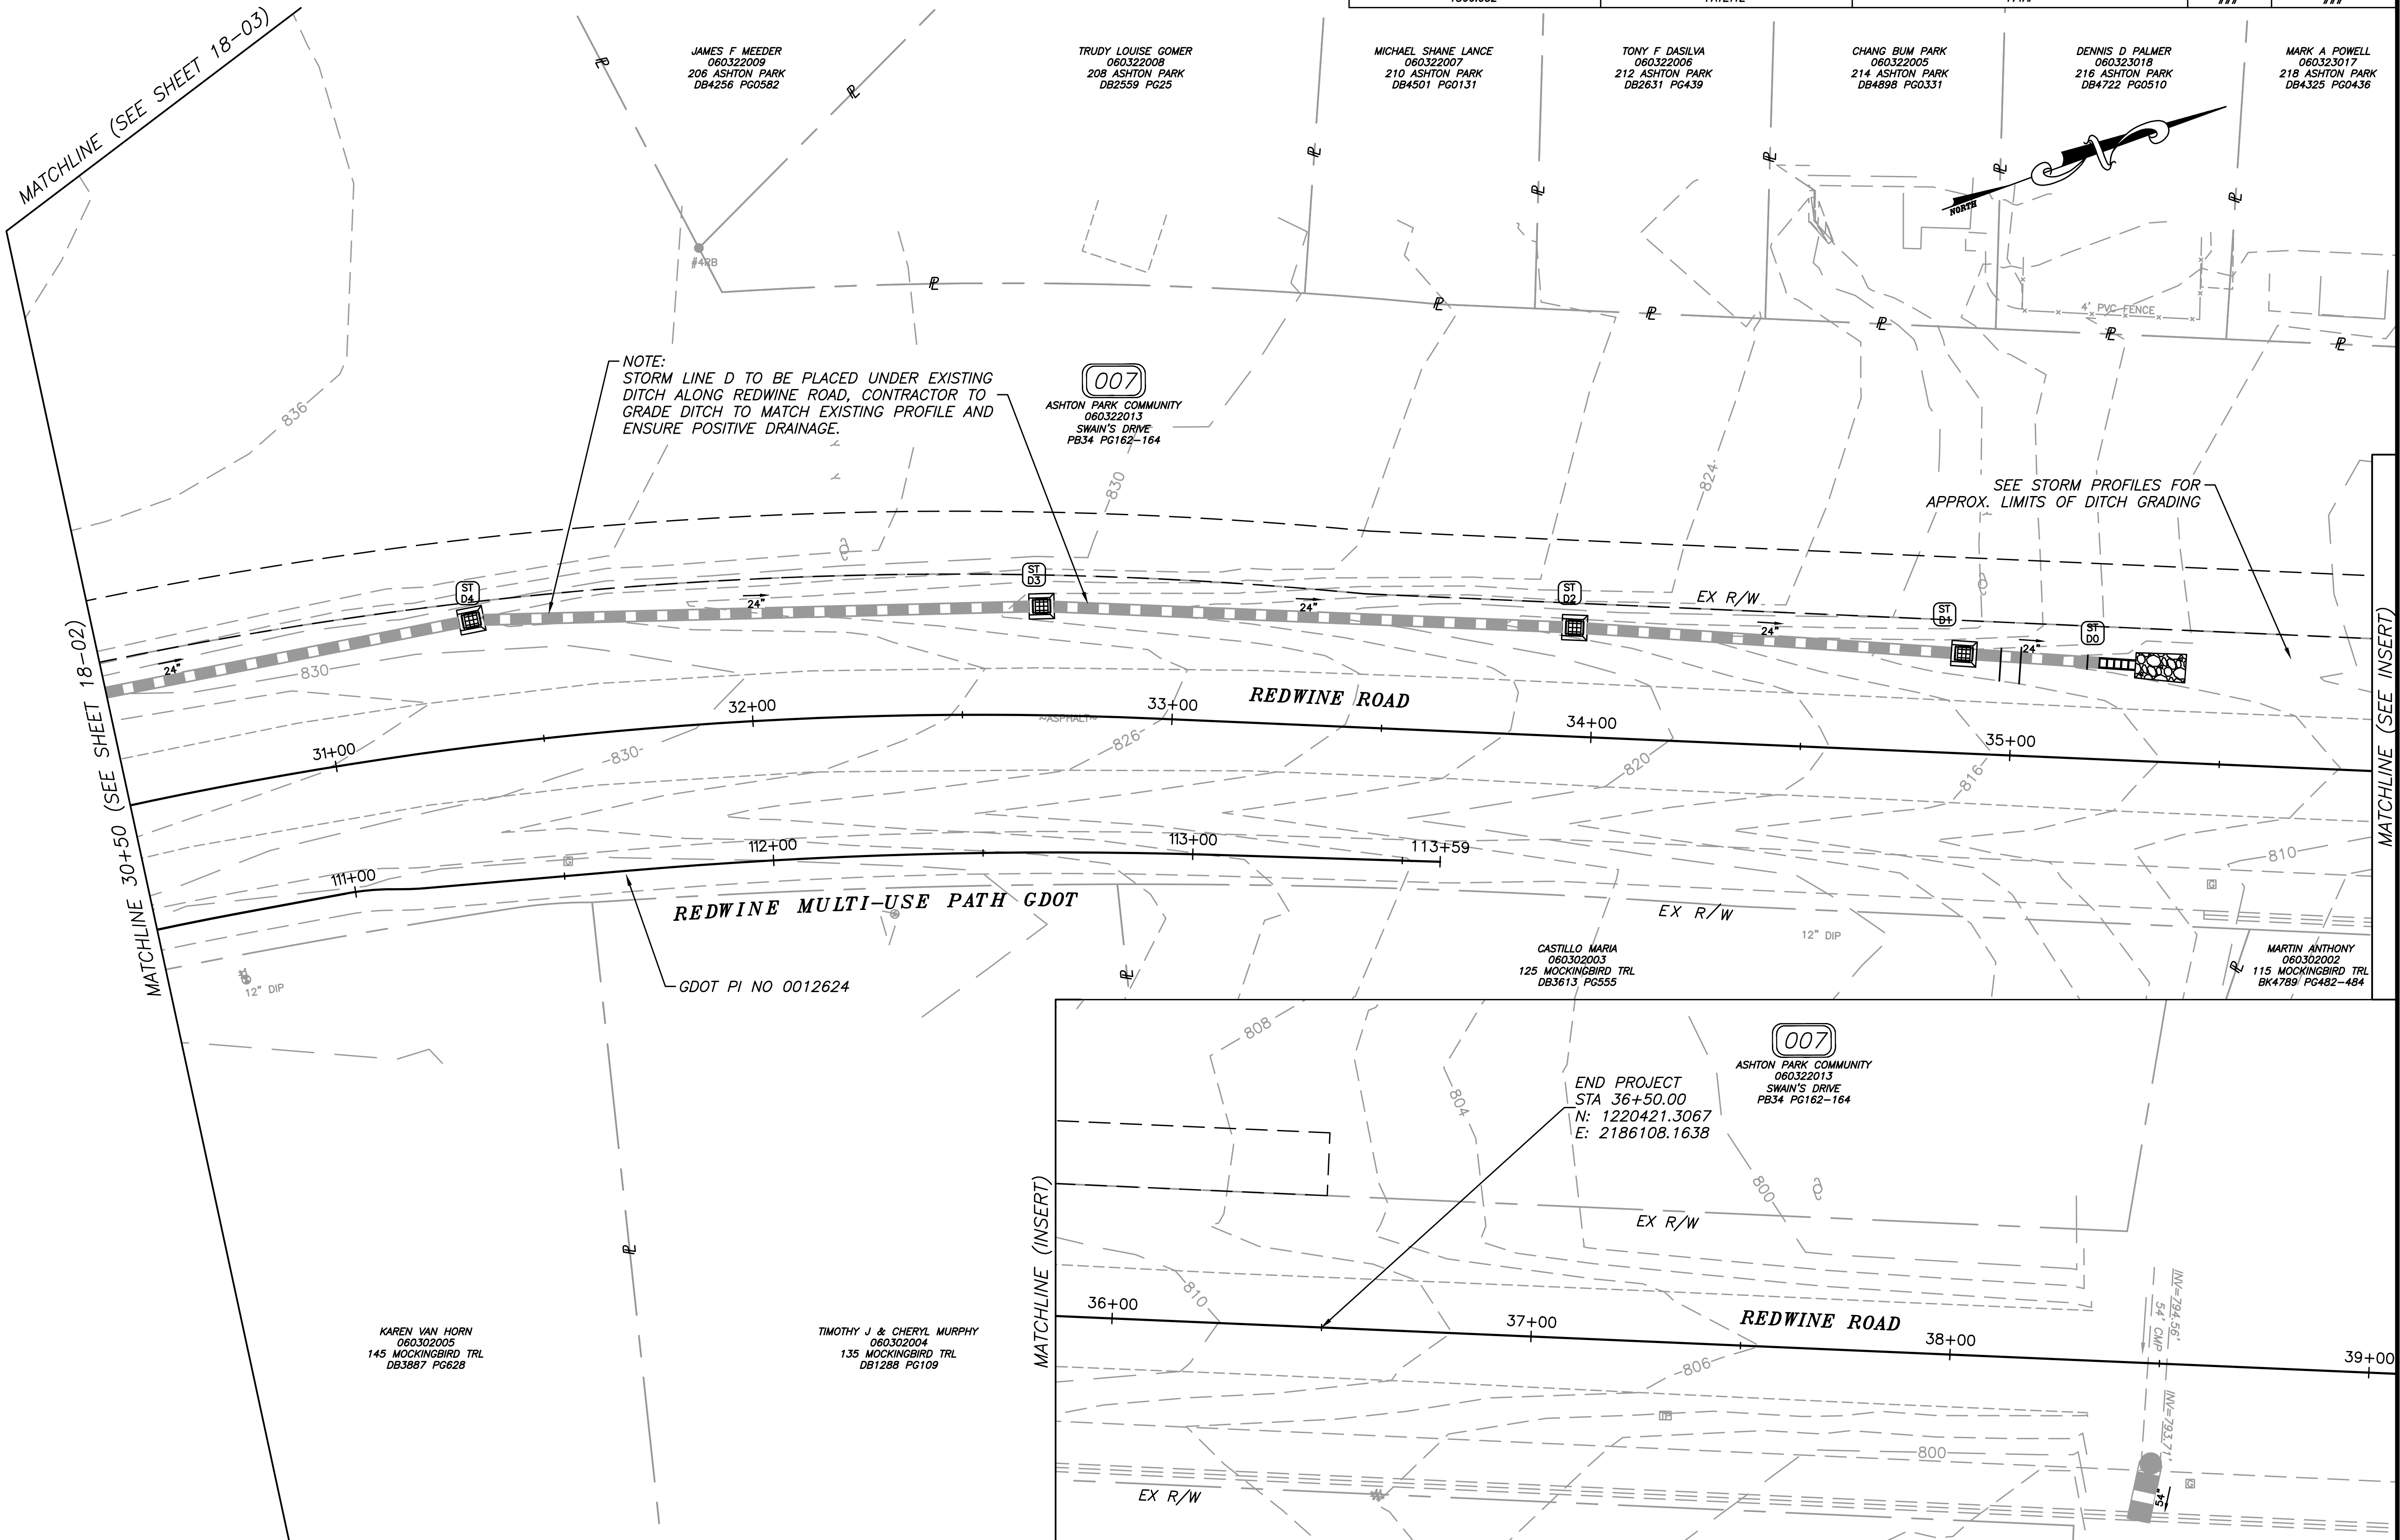 MATCHLINE (SEE SHEET 18-03)
JAMES F MEEDER
060322009
206 ASHTON PARK
DB4256 PG0582
TRUDY LOUISE GOMER
060322008
208 ASHTON PARK
DB2559 PG25
MICHAEL SHANE LANCE
060322007
210 ASHTON PARK
DB4501 PG0131
TONY F DASILVA
060322006
212 ASHTON PARK
DB2631 PG439
CHANG BUM PARK
060322005
214 ASHTON PARK
DB4898 PG0331
DENNIS D PALMER
060323018
216 ASHTON PARK
DB4722 PG0510
MARK A POWELL
060323017
218 ASHTON PARK
DB4325 PG0436
NORTH
#4RB
4' PVC FENCE
836
NOTE:
STORM LINE D TO BE PLACED UNDER EXISTING
DITCH ALONG REDWINE ROAD, CONTRACTOR TO
GRADE DITCH TO MATCH EXISTING PROFILE AND
ENSURE POSITIVE DRAINAGE.
007
ASHTON PARK COMMUNITY
060322013
SWAIN'S DRIVE
PB34 PG162-164
830
824
SEE STORM PROFILES FOR
APPROX. LIMITS OF DITCH GRADING
ST
D4
ST
D3
ST
D2
ST
D1
ST
D0
24"
24"
24"
24"
24"
EX R/W
830
REDWINE ROAD
~ASPHALT~
31+00
32+00
33+00
34+00
35+00
830
826
820
816
810
111+00
112+00
113+00
113+59
REDWINE MULTI-USE PATH GDOT
GDOT PI NO 0012624
EX R/W
12" DIP
12" DIP
G
G
MATCHLINE 30+50 (SEE SHEET 18-02)
MATCHLINE (SEE INSERT)
CASTILLO MARIA
060302003
125 MOCKINGBIRD TRL
DB3613 PG555
MARTIN ANTHONY
060302002
115 MOCKINGBIRD TRL
BK4789 PG482-484
KAREN VAN HORN
060302005
145 MOCKINGBIRD TRL
DB3887 PG628
TIMOTHY J & CHERYL MURPHY
060302004
135 MOCKINGBIRD TRL
DB1288 PG109
MATCHLINE (INSERT)
808
804
800
007
ASHTON PARK COMMUNITY
060322013
SWAIN'S DRIVE
PB34 PG162-164
END PROJECT
STA 36+50.00
N: 1220421.3067
E: 2186108.1638
EX R/W
810
36+00
37+00
REDWINE ROAD
38+00
39+00
806
TP
800
INV=794.56'
54' CMP
INV=793.71'
G
54"
EX R/W